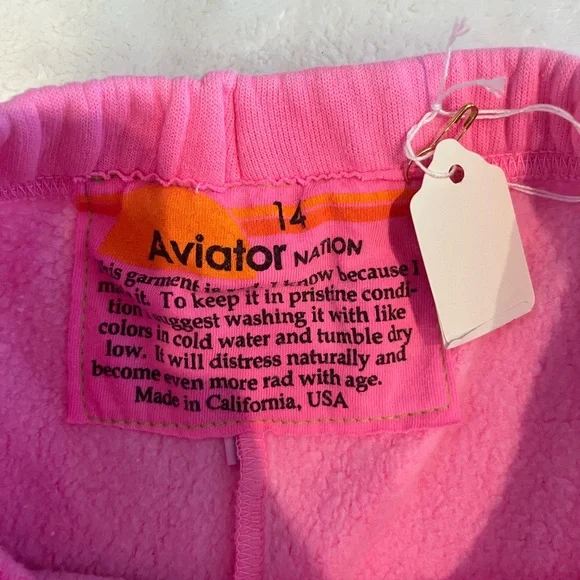 14
Aviator NATION
garment is know because I
it. To keep it in pristine condi-
tion suggest washing it with like
colors in cold water and tumble dry
low. It will distress naturally and
become even more rad with age.
Made in California, USA